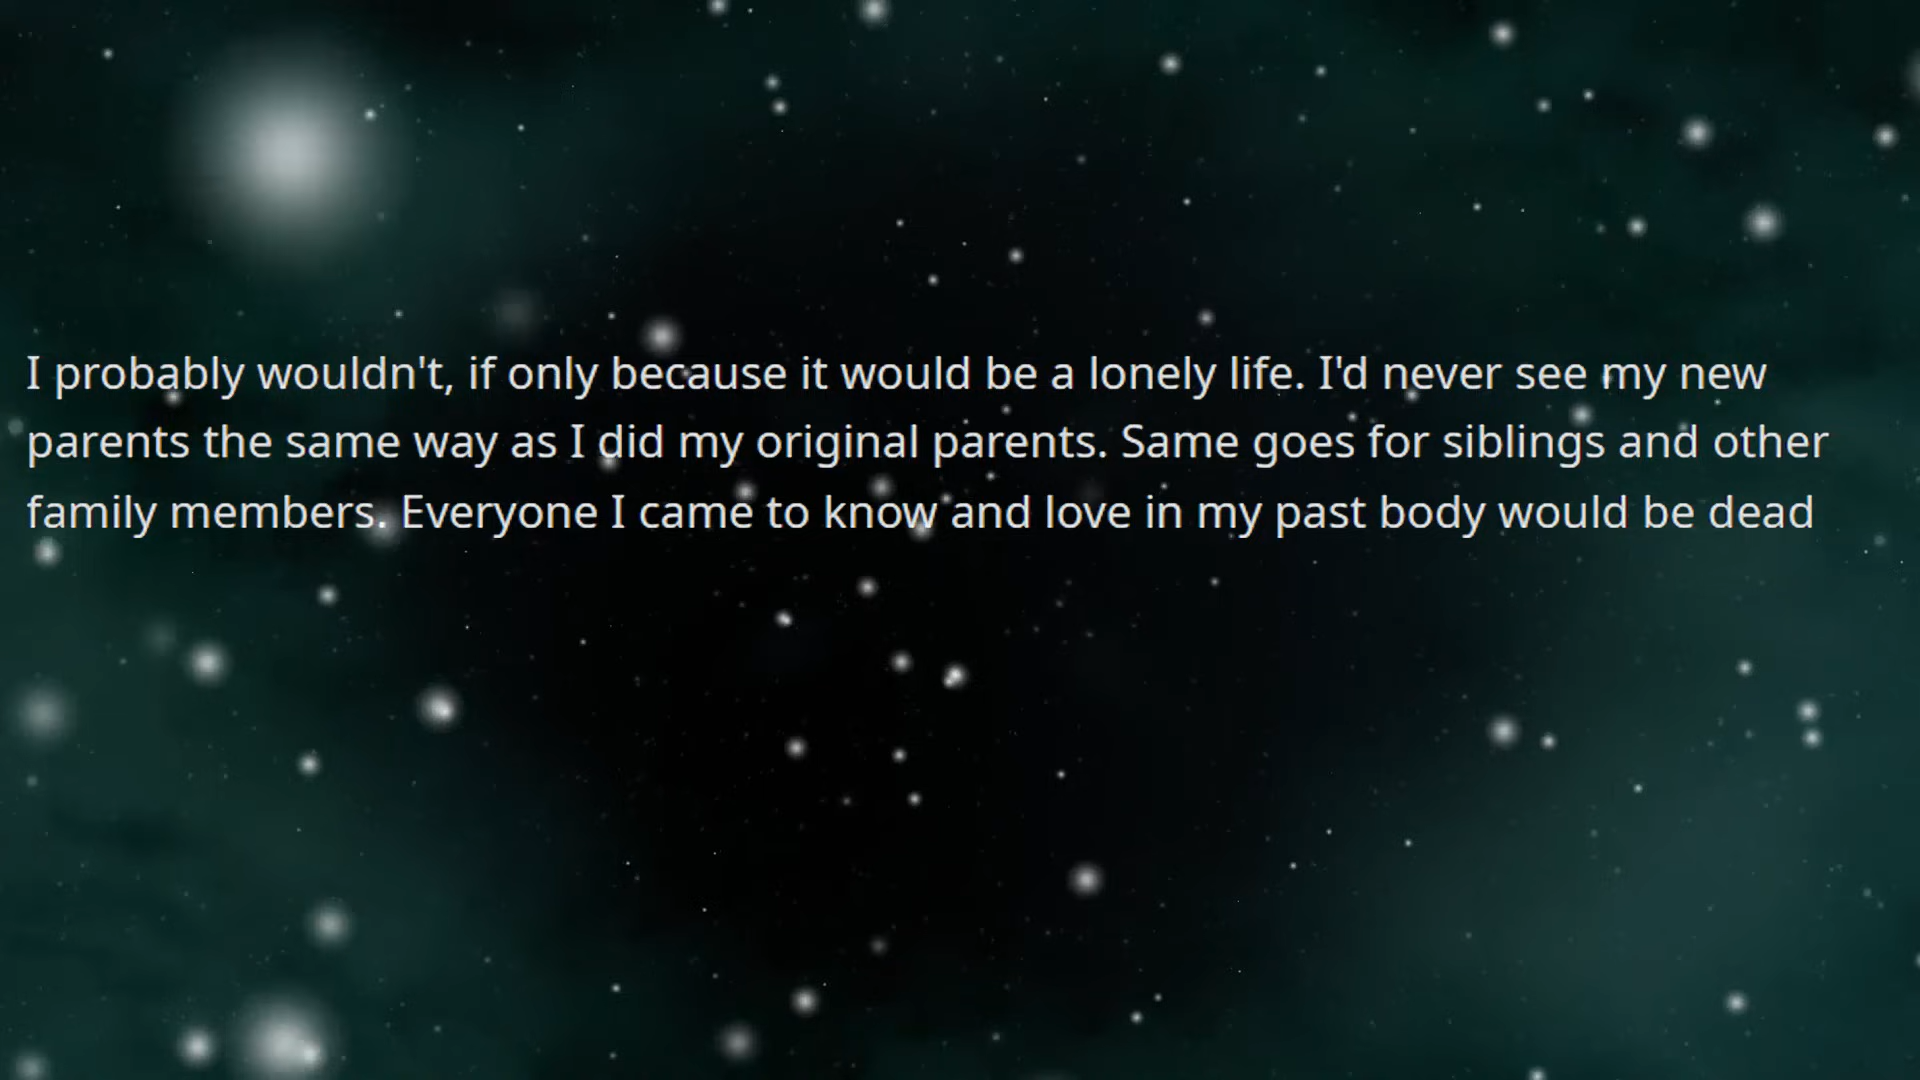 I probably wouldn't, if only because it would be a lonely life. I'd never see my new
parents the same way as I did my original parents. Same goes for siblings and other
family members. Everyone I came to know and love in my past body would be dead